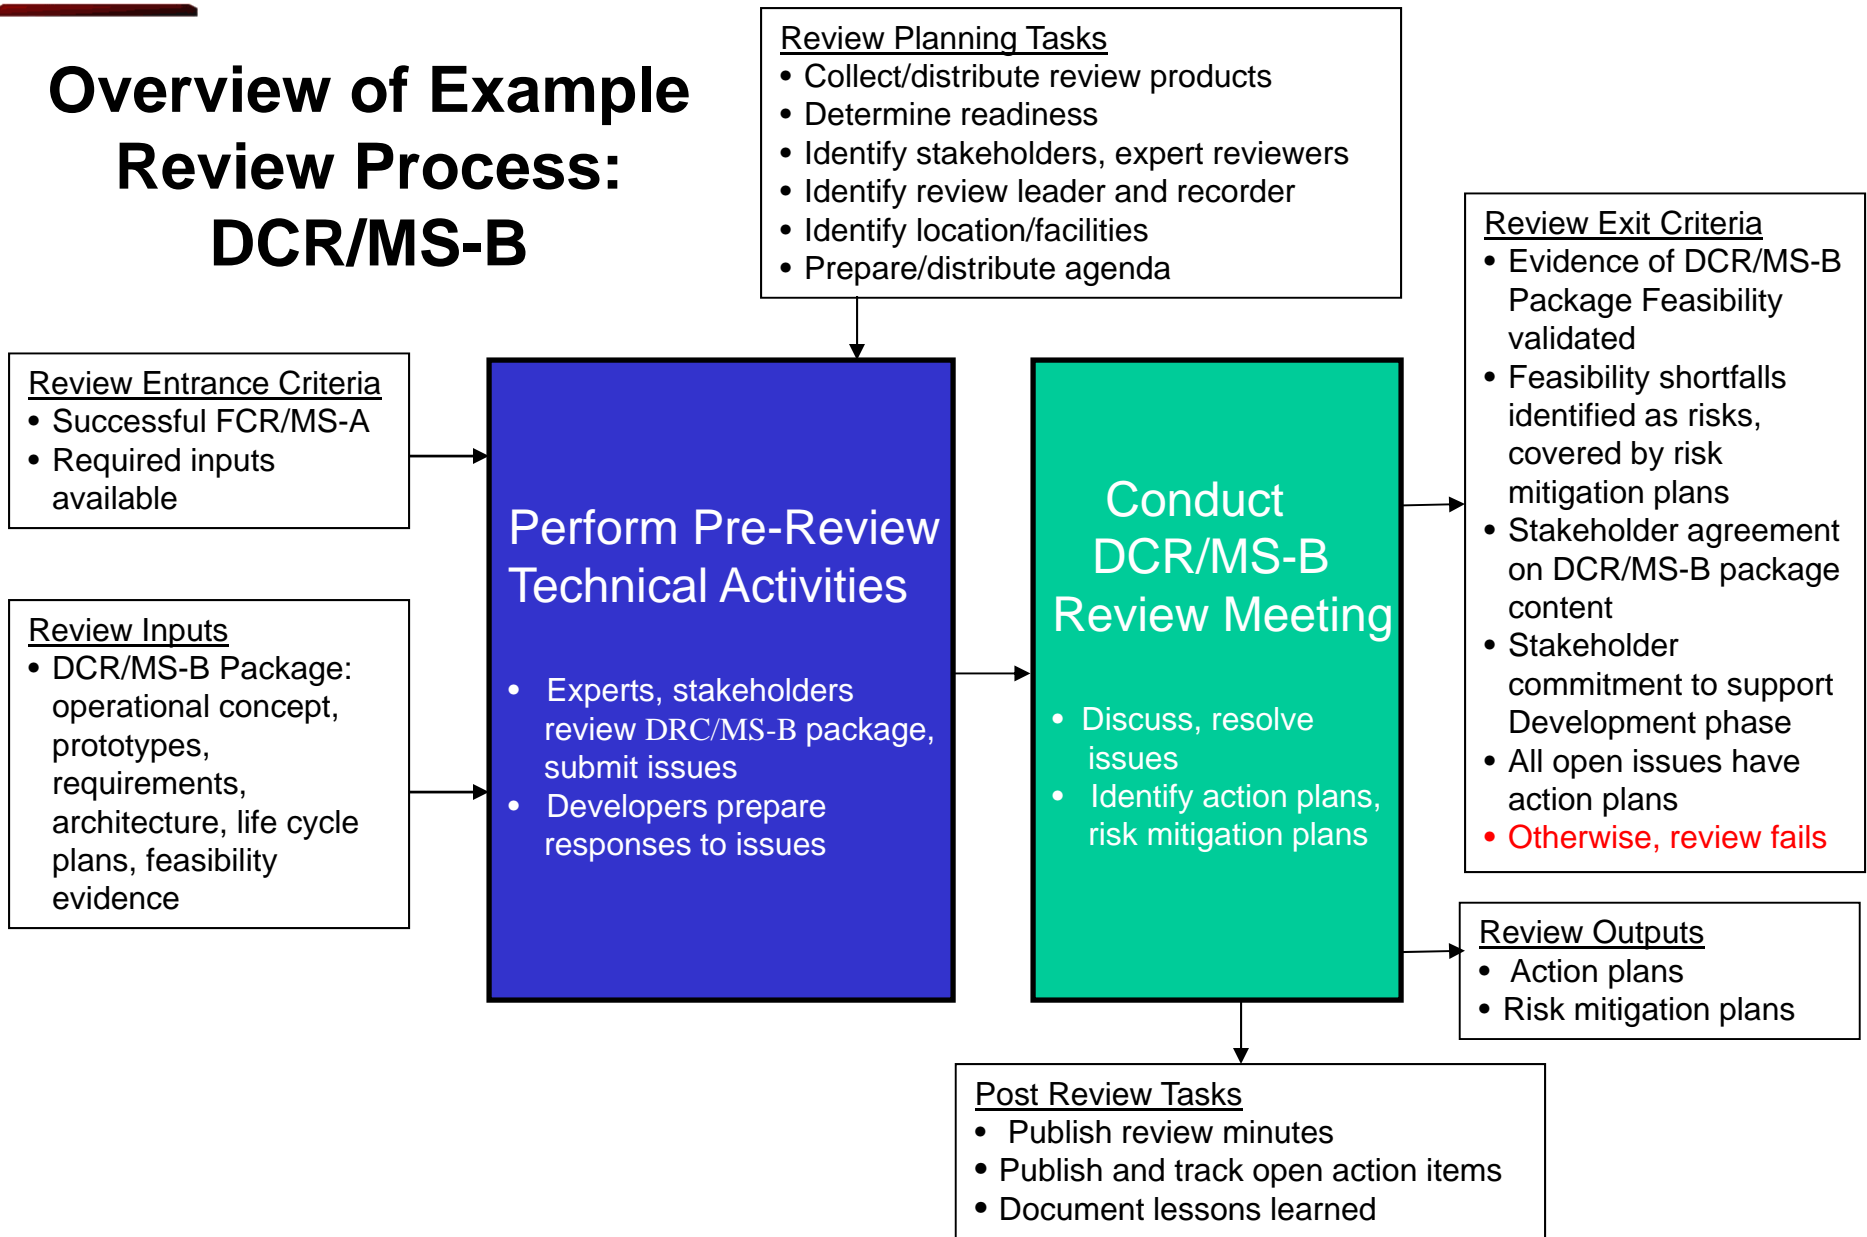 Overview of Example
Review Process:
DCR/MS-B
Review Planning Tasks
• Collect/distribute review products
• Determine readiness
• Identify stakeholders, expert reviewers
• Identify review leader and recorder
• Identify location/facilities
• Prepare/distribute agenda
Review Entrance Criteria
• Successful FCR/MS-A
• Required inputs
available
Review Inputs
• DCR/MS-B Package:
operational concept,
prototypes,
requirements,
architecture, life cycle
plans, feasibility
evidence
Perform Pre-Review
Technical Activities
• Experts, stakeholders
review DRC/MS-B package,
submit issues
• Developers prepare
responses to issues
Conduct
DCR/MS-B
Review Meeting
• Discuss, resolve
issues
• Identify action plans,
risk mitigation plans
Review Exit Criteria
• Evidence of DCR/MS-B
Package Feasibility
validated
• Feasibility shortfalls
identified as risks,
covered by risk
mitigation plans
• Stakeholder agreement
on DCR/MS-B package
content
• Stakeholder
commitment to support
Development phase
• All open issues have
action plans
• Otherwise, review fails
Review Outputs
• Action plans
• Risk mitigation plans
Post Review Tasks
• Publish review minutes
• Publish and track open action items
• Document lessons learned